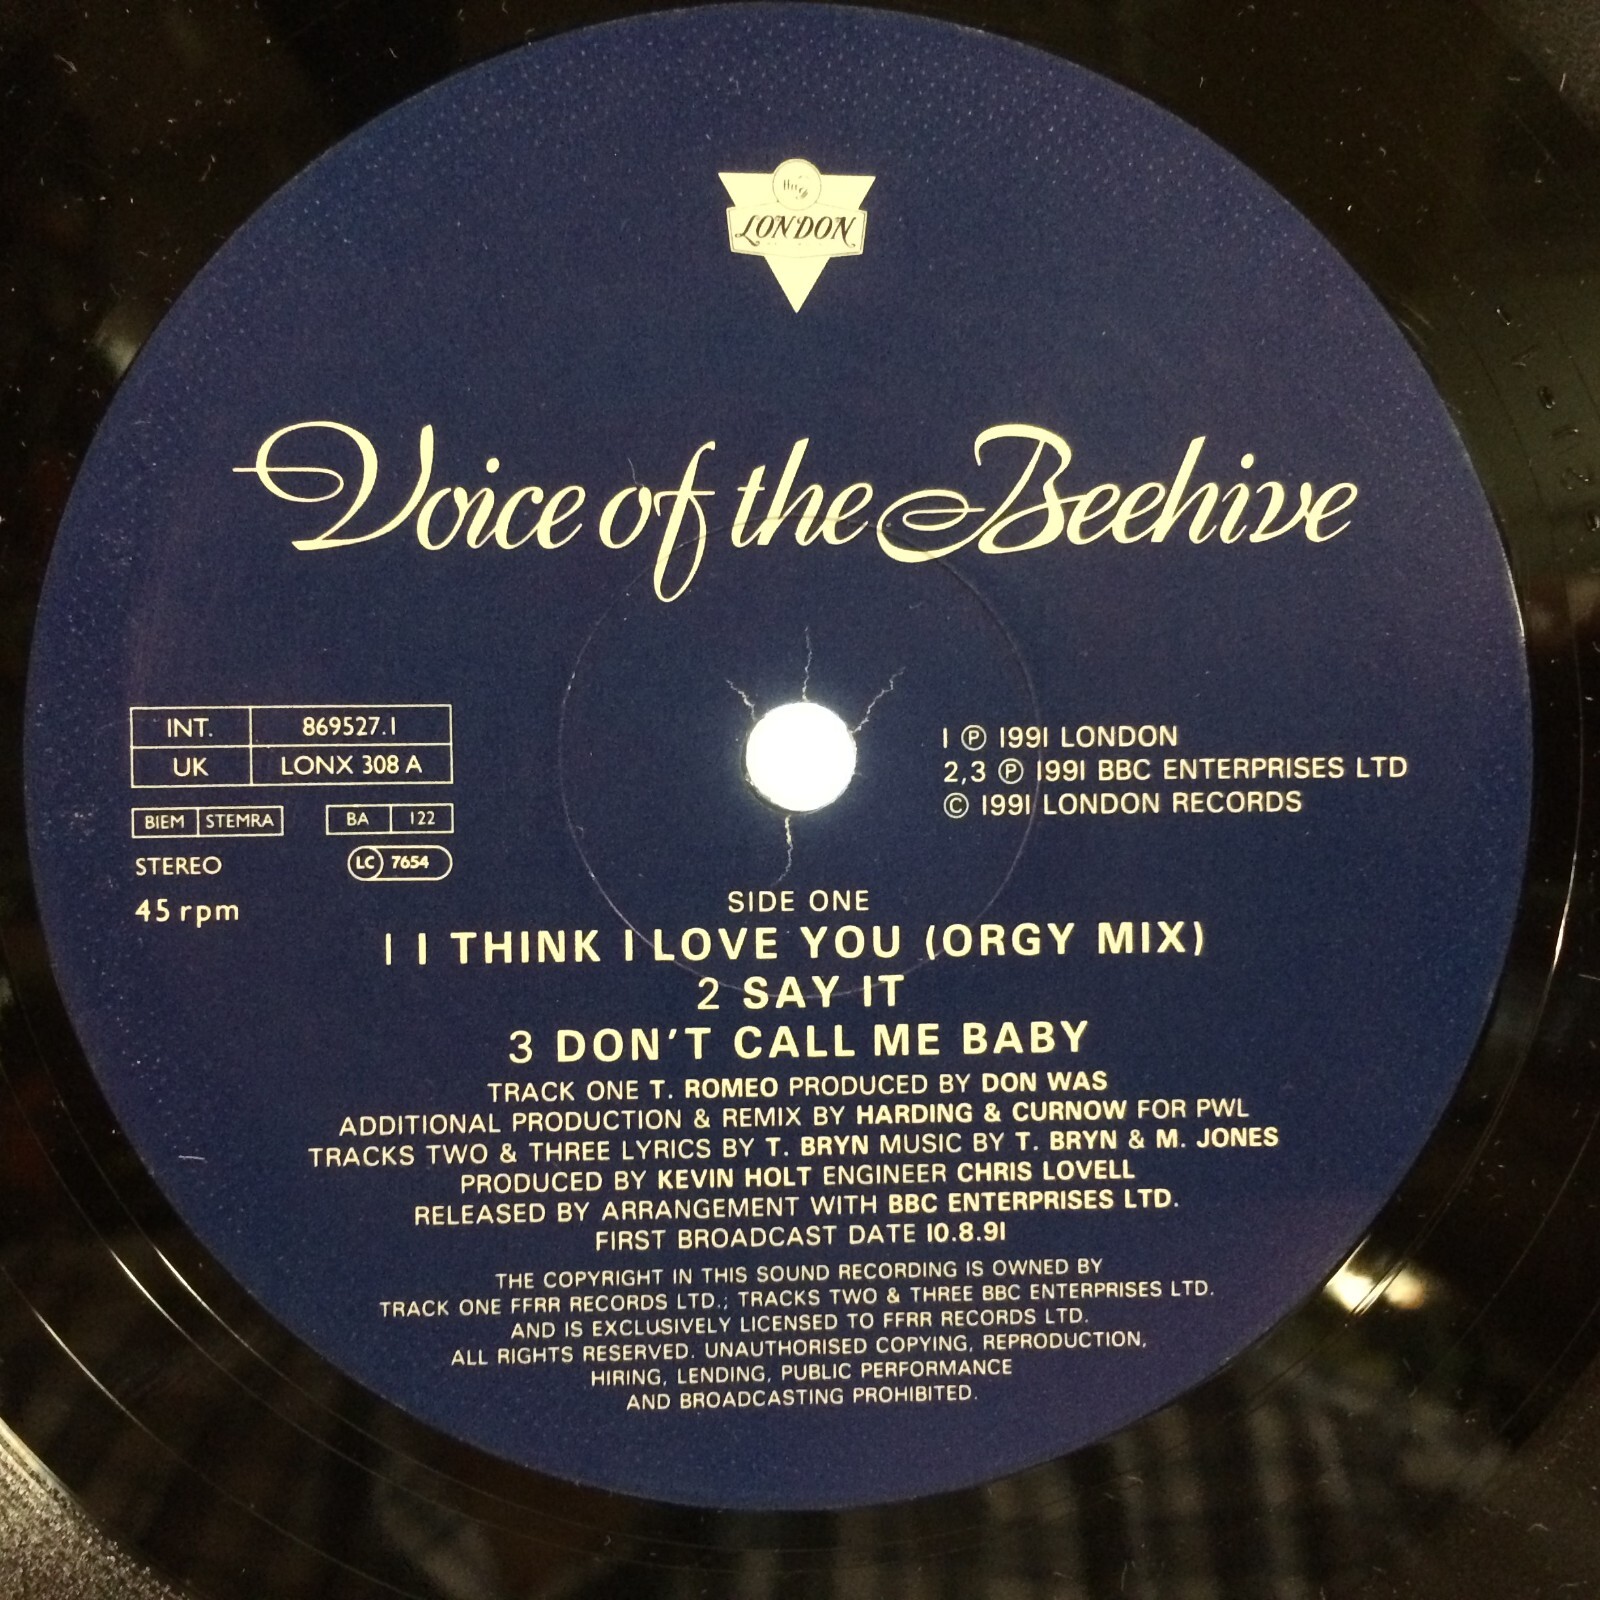 LONDON
Voice of the Beehive
INT. 869527.1
UK LONX 308 A
BIEM STEMRA BA 122
STEREO LC 7654
45 rpm
1 ℗ 1991 LONDON
2,3 ℗ 1991 BBC ENTERPRISES LTD
© 1991 LONDON RECORDS
SIDE ONE
1 I THINK I LOVE YOU (ORGY MIX)
2 SAY IT
3 DON'T CALL ME BABY
TRACK ONE T. ROMEO PRODUCED BY DON WAS
ADDITIONAL PRODUCTION & REMIX BY HARDING & CURNOW FOR PWL
TRACKS TWO & THREE LYRICS BY T. BRYN MUSIC BY T. BRYN & M. JONES
PRODUCED BY KEVIN HOLT ENGINEER CHRIS LOVELL
RELEASED BY ARRANGEMENT WITH BBC ENTERPRISES LTD.
FIRST BROADCAST DATE 10.8.91
THE COPYRIGHT IN THIS SOUND RECORDING IS OWNED BY
TRACK ONE FFRR RECORDS LTD.; TRACKS TWO & THREE BBC ENTERPRISES LTD.
AND IS EXCLUSIVELY LICENSED TO FFRR RECORDS LTD.
ALL RIGHTS RESERVED. UNAUTHORISED COPYING, REPRODUCTION,
HIRING, LENDING, PUBLIC PERFORMANCE
AND BROADCASTING PROHIBITED.